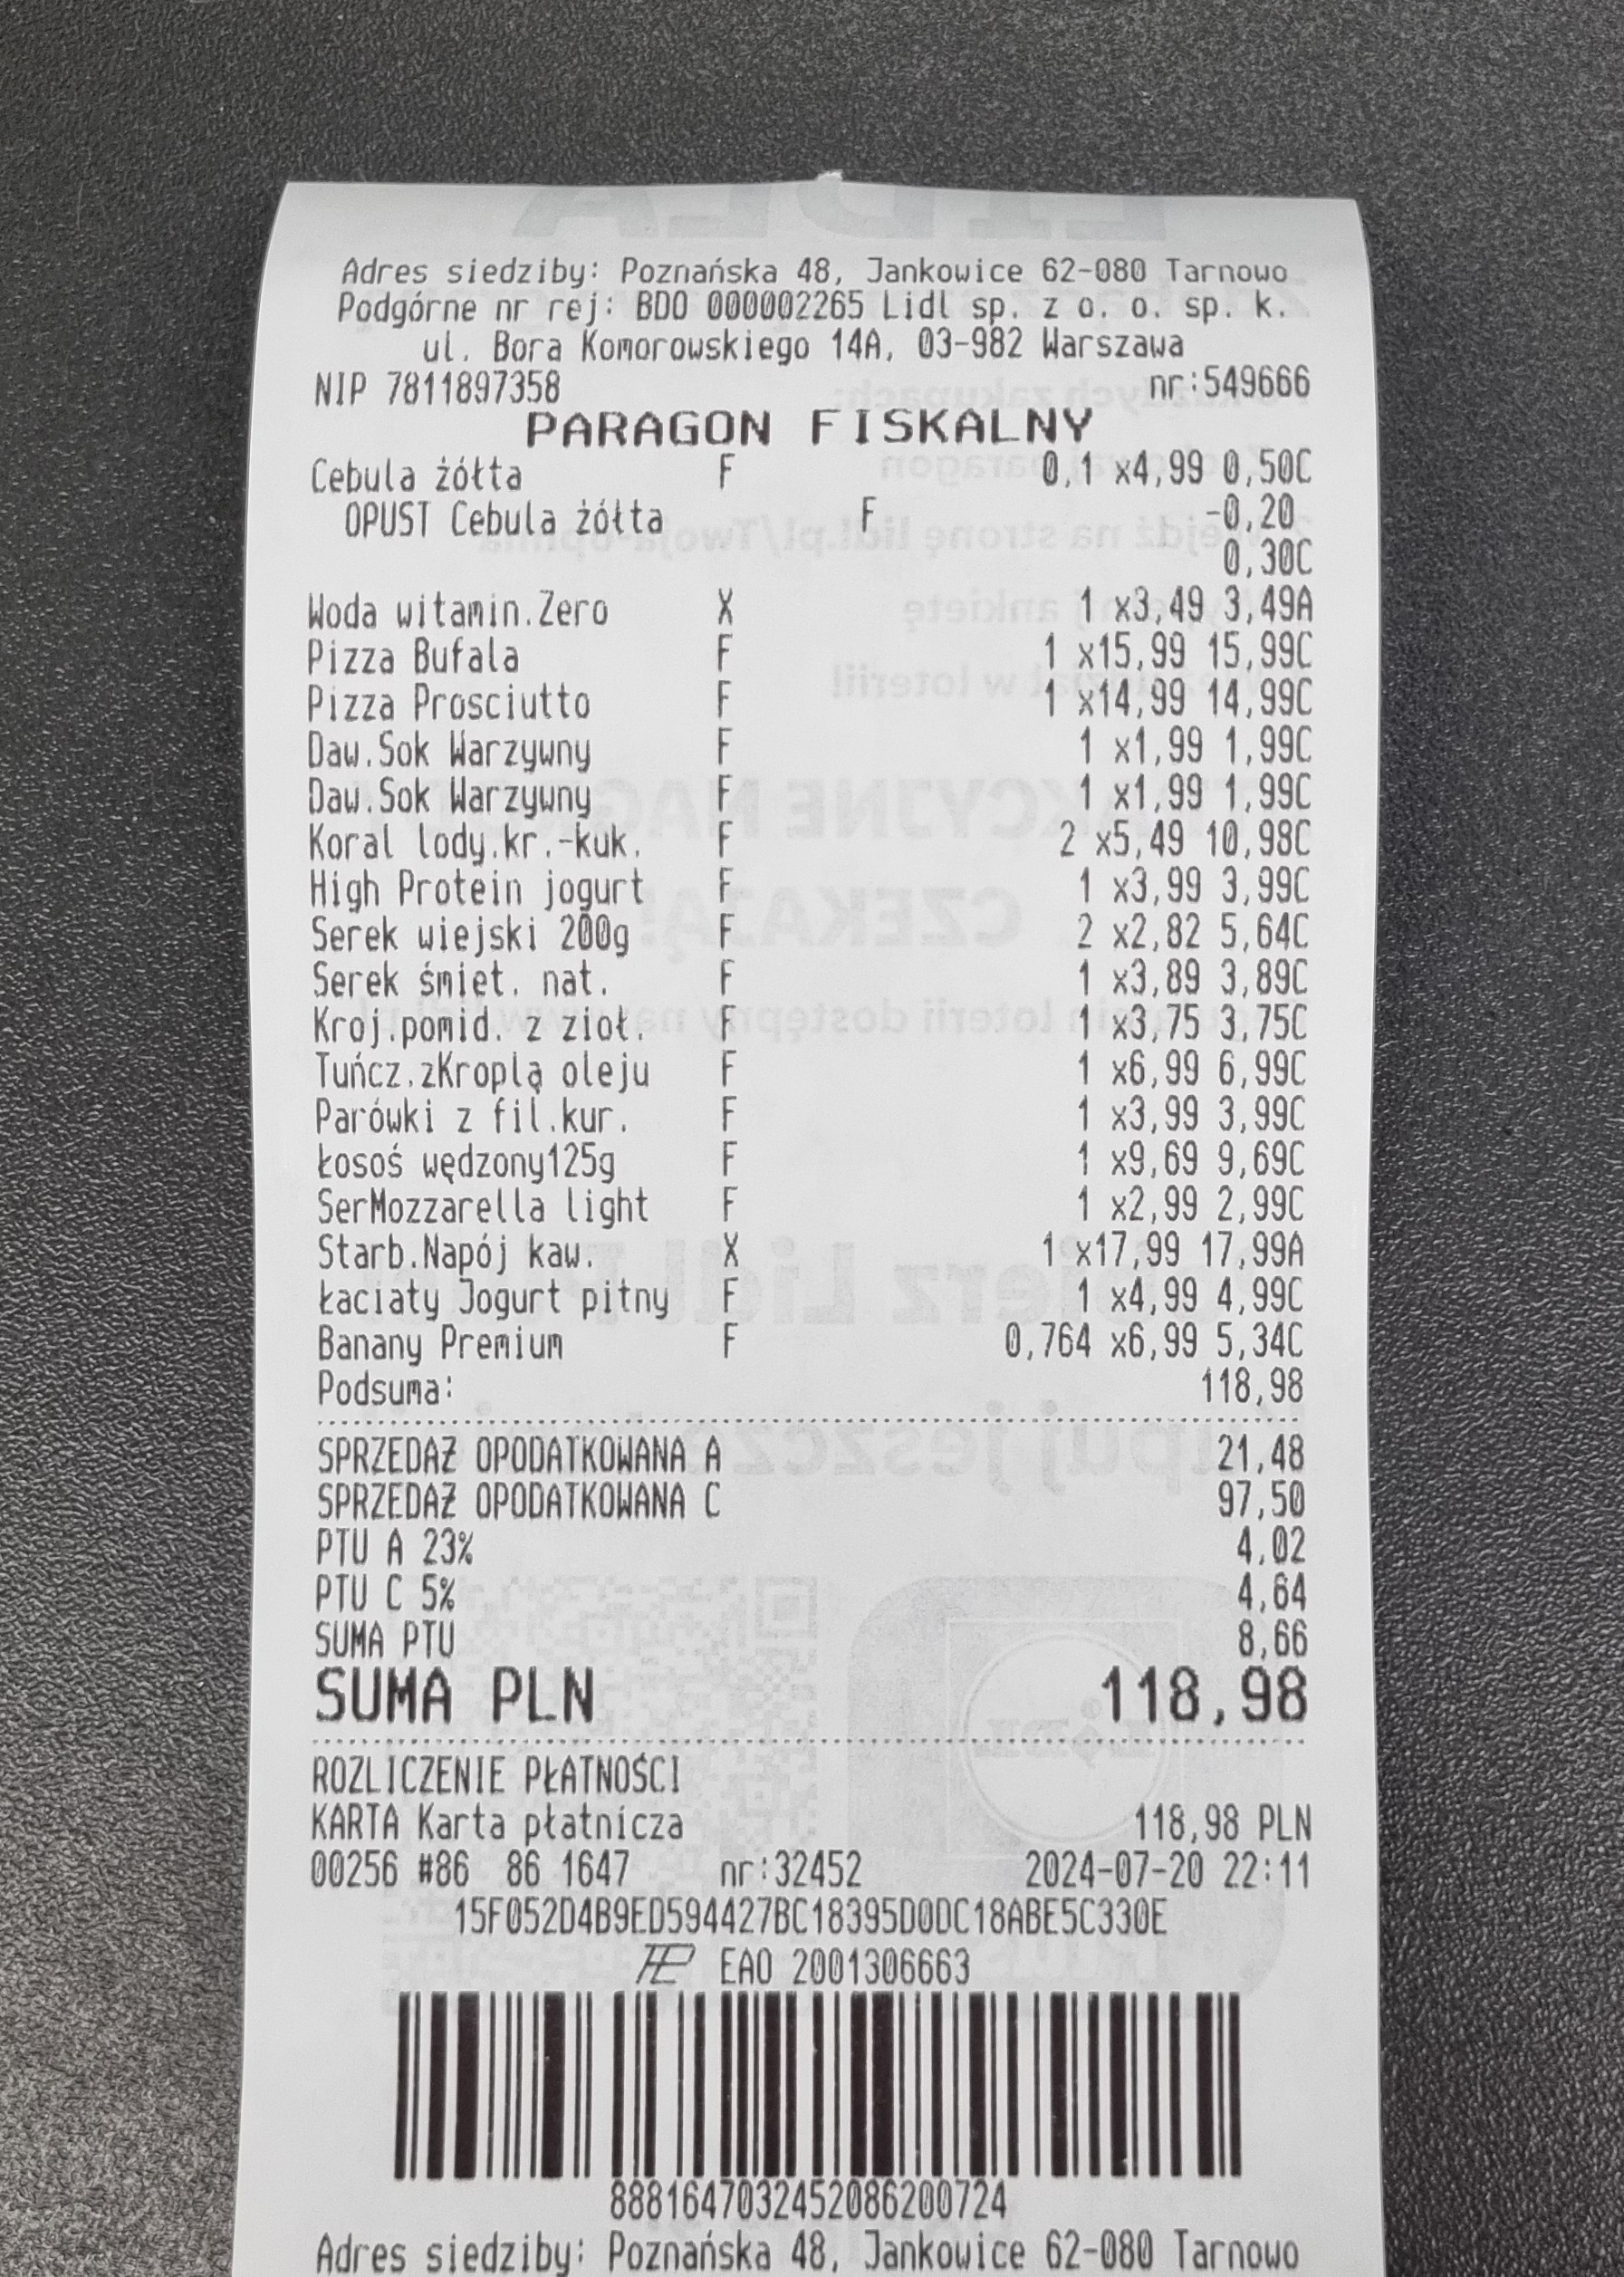 Adres siedziby: Poznańska 48, Jankowice 62-080 Tarnowo
Podgórne nr rej: BDO 000002265 Lidl sp. z o. o. sp. k.
ul. Bora Komorowskiego 14A, 03-982 Warszawa
NIP 7811897358 nr:549666
PARAGON FISKALNY
Cebula żółta F 0,1 x4,99 0,50C
OPUST Cebula żółta F -0,20
0,30C
Woda witamin.Zero X 1 x3,49 3,49A
Pizza Bufala F 1 x15,99 15,99C
Pizza Prosciutto F 1 x14,99 14,99C
Daw.Sok Warzywny F 1 x1,99 1,99C
Daw.Sok Warzywny F 1 x1,99 1,99C
Koral lody.kr.-kuk. F 2 x5,49 10,98C
High Protein jogurt F 1 x3,99 3,99C
Serek wiejski 200g F 2 x2,82 5,64C
Serek śmiet. nat. F 1 x3,89 3,89C
Kroj.pomid. z zioł. F 1 x3,75 3,75C
Tuńcz.zKroplą oleju F 1 x6,99 6,99C
Parówki z fil.kur. F 1 x3,99 3,99C
Łosoś wędzony125g F 1 x9,69 9,69C
SerMozzarella light F 1 x2,99 2,99C
Starb.Napój kaw. X 1 x17,99 17,99A
Łaciaty Jogurt pitny F 1 x4,99 4,99C
Banany Premium F 0,764 x6,99 5,34C
Podsuma: 118,98
SPRZEDAŻ OPODATKOWANA A 21,48
SPRZEDAŻ OPODATKOWANA C 97,50
PTU A 23% 4,02
PTU C 5% 4,64
SUMA PTU 8,66
SUMA PLN 118,98
ROZLICZENIE PŁATNOŚCI
KARTA Karta płatnicza 118,98 PLN
00256 #86 86 1647 nr:32452 2024-07-20 22:11
15F052D4B9ED594427BC18395D0DC18ABE5C330E
EAO 2001306663
8881647032452086200724
Adres siedziby: Poznańska 48, Jankowice 62-080 Tarnowo